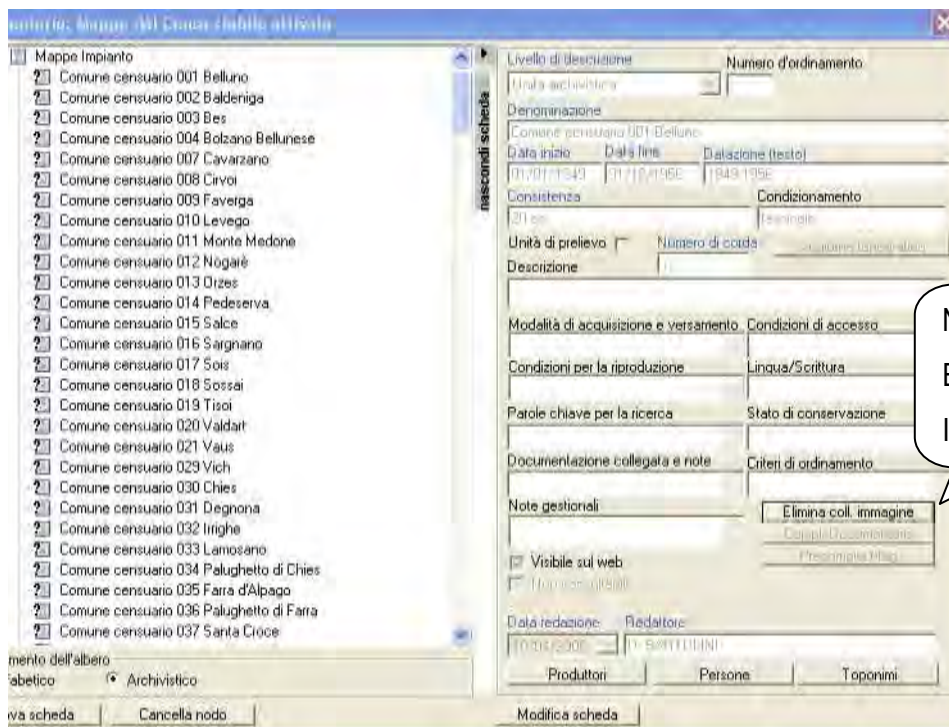 Mappe Impianto
Comune censuario 001 Belluno
Comune censuario 002 Baldeniga
Comune censuario 003 Bes
Comune censuario 004 Bolzano Bellunese
Comune censuario 007 Cavarzano
Comune censuario 008 Cirvoi
Comune censuario 009 Faverga
Comune censuario 010 Levego
Comune censuario 011 Monte Medone
Comune censuario 012 Nogarè
Comune censuario 013 Orzes
Comune censuario 014 Pedeserva
Comune censuario 015 Salce
Comune censuario 016 Sargnano
Comune censuario 017 Sois
Comune censuario 018 Sossai
Comune censuario 019 Tisoi
Comune censuario 020 Valdart
Comune censuario 021 Vaus
Comune censuario 029 Vich
Comune censuario 030 Chies
Comune censuario 031 Degnona
Comune censuario 032 Irrighe
Comune censuario 033 Lamosano
Comune censuario 034 Palughetto di Chies
Comune censuario 035 Farra d'Alpago
Comune censuario 036 Palughetto di Farra
Comune censuario 037 Santa Croce
mento dell'albero
abetico Archivistico
va scheda Cancella nodo
nascondi scheda
Livello di descrizione Numero d'ordinamento
Unità archivistica
Denominazione
Comune censuario 001 Belluno
Data inizio Data fine Datazione (testo)
1849 1956
Consistenza Condizionamento
Unità di prelievo Numero di corda
Descrizione
Modalità di acquisizione e versamento Condizioni di accesso
Condizioni per la riproduzione Lingua/Scrittura
Parole chiave per la ricerca Stato di conservazione
Documentazione collegata e note Criteri di ordinamento
Note gestionali Elimina coll. immagine
Visibile sul web
Data redazione Redattore
Produttori Persone Toponimi
Modifica scheda